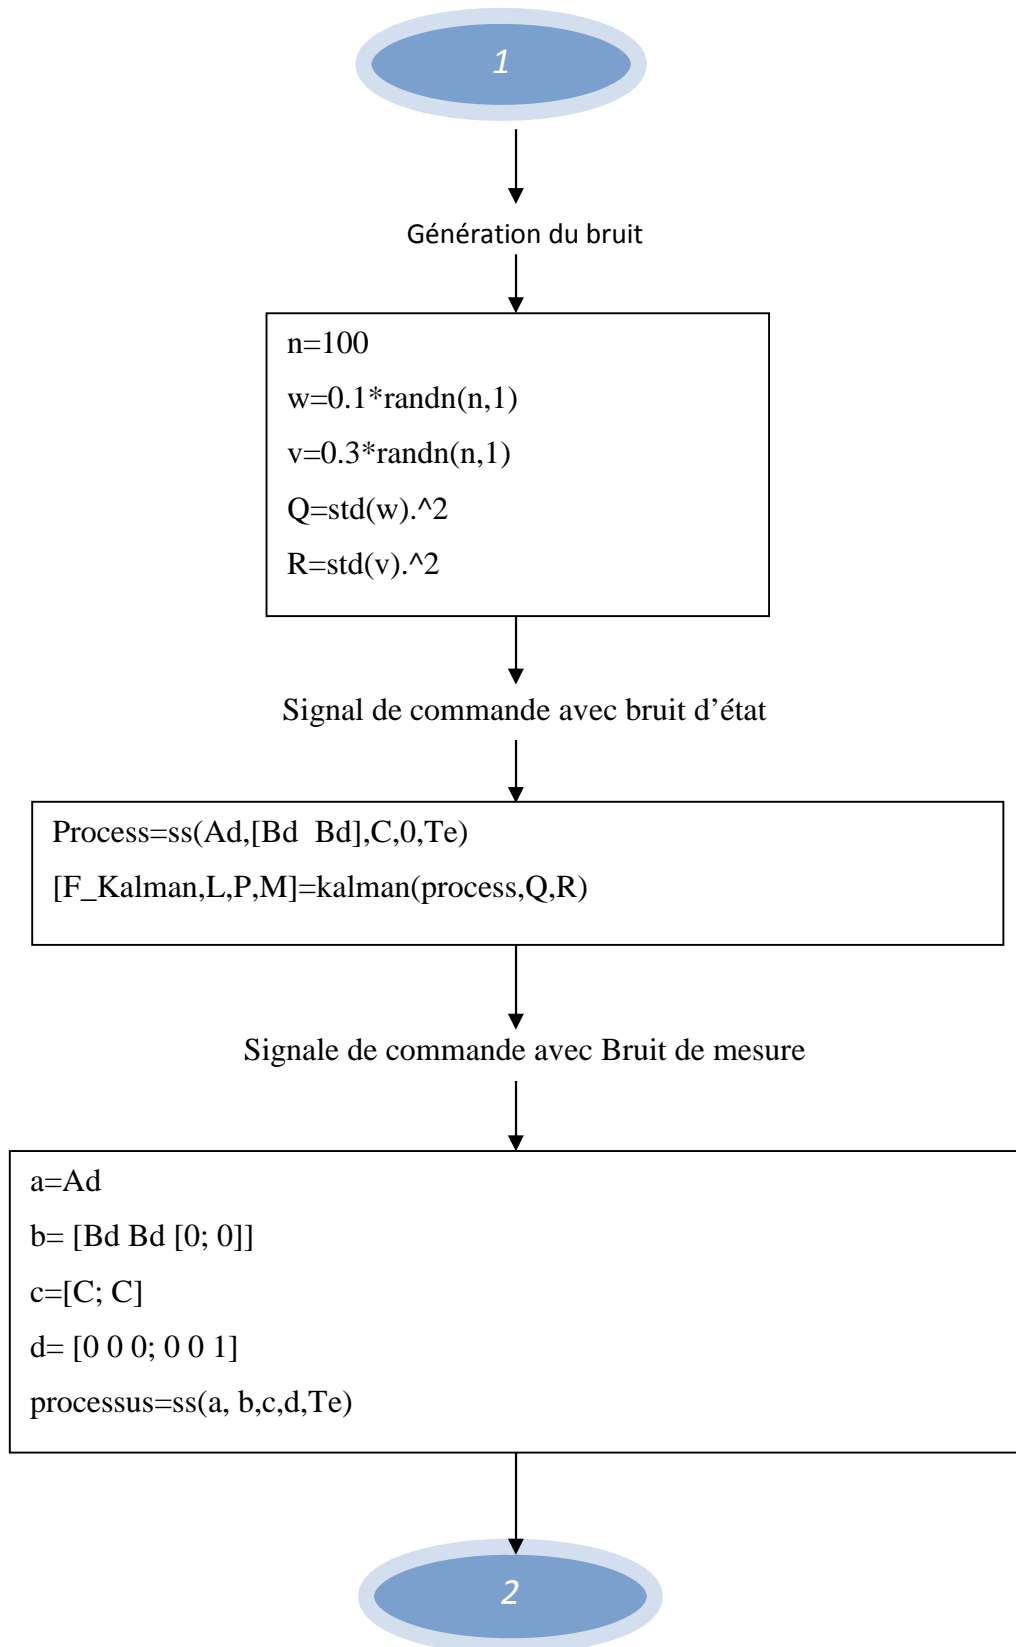 1
Génération du bruit
n=100
w=0.1*randn(n,1)
v=0.3*randn(n,1)
Q=std(w).^2
R=std(v).^2
Signal de commande avec bruit d’état
Process=ss(Ad,[Bd  Bd],C,0,Te)
[F_Kalman,L,P,M]=kalman(process,Q,R)
Signale de commande avec Bruit de mesure
a=Ad
b= [Bd Bd [0; 0]]
c=[C; C]
d= [0 0 0; 0 0 1]
processus=ss(a, b,c,d,Te)
2